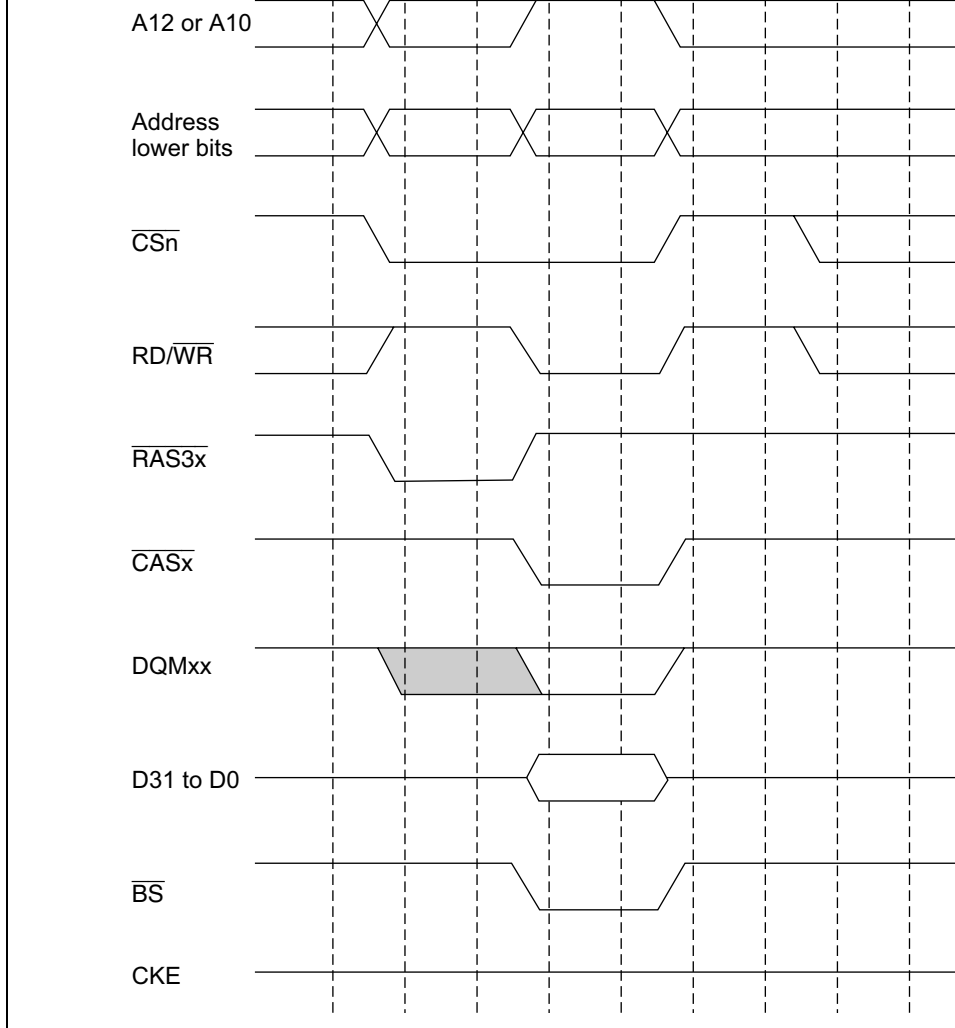 A12 or A10
Address
lower bits
CSn
RD/WR
RAS3x
CASx
DQMxx
D31 to D0
BS
CKE